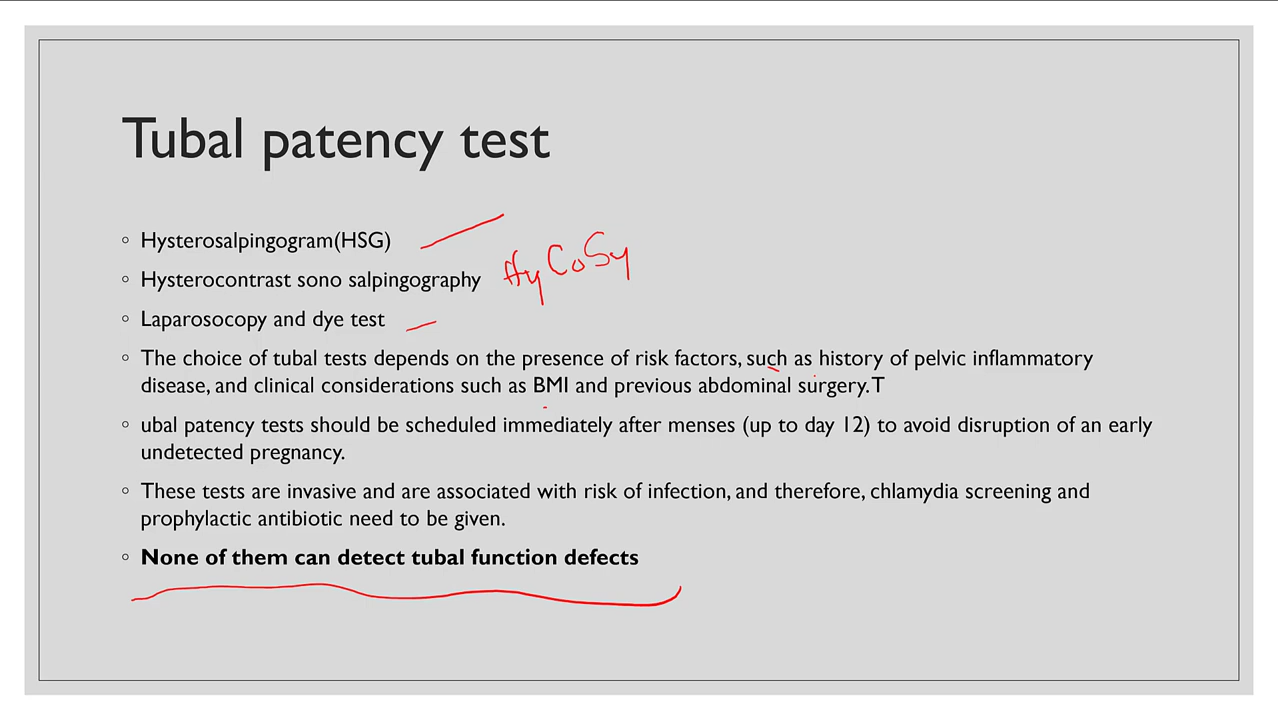 Tubal patency test
◦ Hysterosalpingogram(HSG)
◦ Hysterocontrast sono salpingography HyCoSy
◦ Laparosocopy and dye test
◦ The choice of tubal tests depends on the presence of risk factors, such as history of pelvic inflammatory
disease, and clinical considerations such as BMI and previous abdominal surgery.T
◦ ubal patency tests should be scheduled immediately after menses (up to day 12) to avoid disruption of an early
undetected pregnancy.
◦ These tests are invasive and are associated with risk of infection, and therefore, chlamydia screening and
prophylactic antibiotic need to be given.
◦ None of them can detect tubal function defects